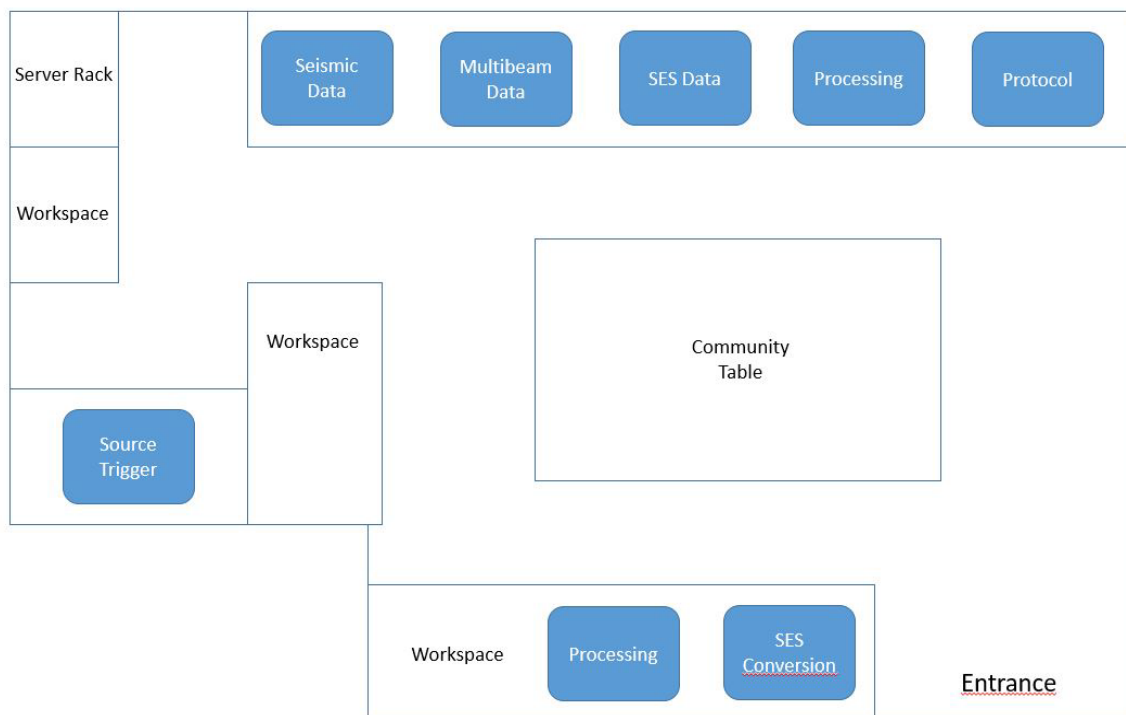 Server Rack
Seismic
Data
Multibeam
Data
SES Data
Processing
Protocol
Workspace
Workspace
Community
Table
Source
Trigger
Workspace
Processing
SES
Conversion
Entrance